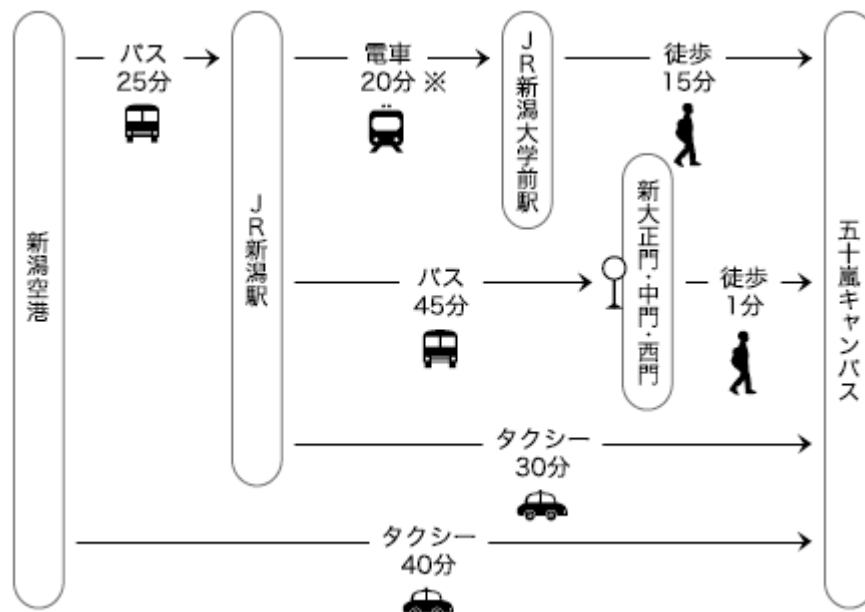 新潟空港
バス
25分
JR新潟駅
電車
20分 ※
JR新潟大学前駅
徒歩
15分
バス
45分
新大正門・中門・西門
徒歩
1分
タクシー
30分
タクシー
40分
五十嵐キャンパス